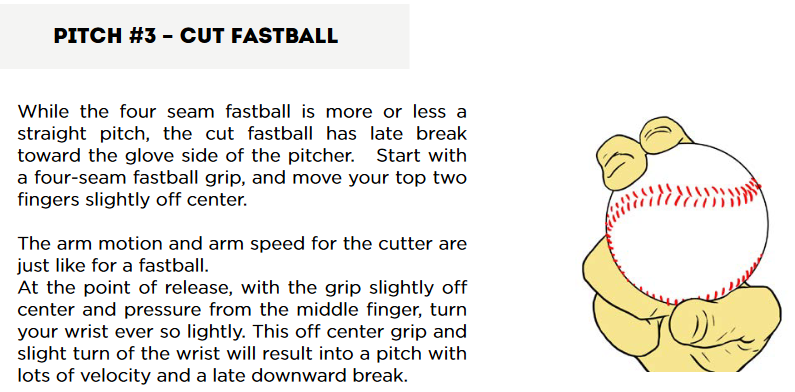 PITCH #3 – CUT FASTBALL
While the four seam fastball is more or less a
straight pitch, the cut fastball has late break
toward the glove side of the pitcher. Start with
a four-seam fastball grip, and move your top two
fingers slightly off center.
The arm motion and arm speed for the cutter are
just like for a fastball.
At the point of release, with the grip slightly off
center and pressure from the middle finger, turn
your wrist ever so lightly. This off center grip and
slight turn of the wrist will result into a pitch with
lots of velocity and a late downward break.